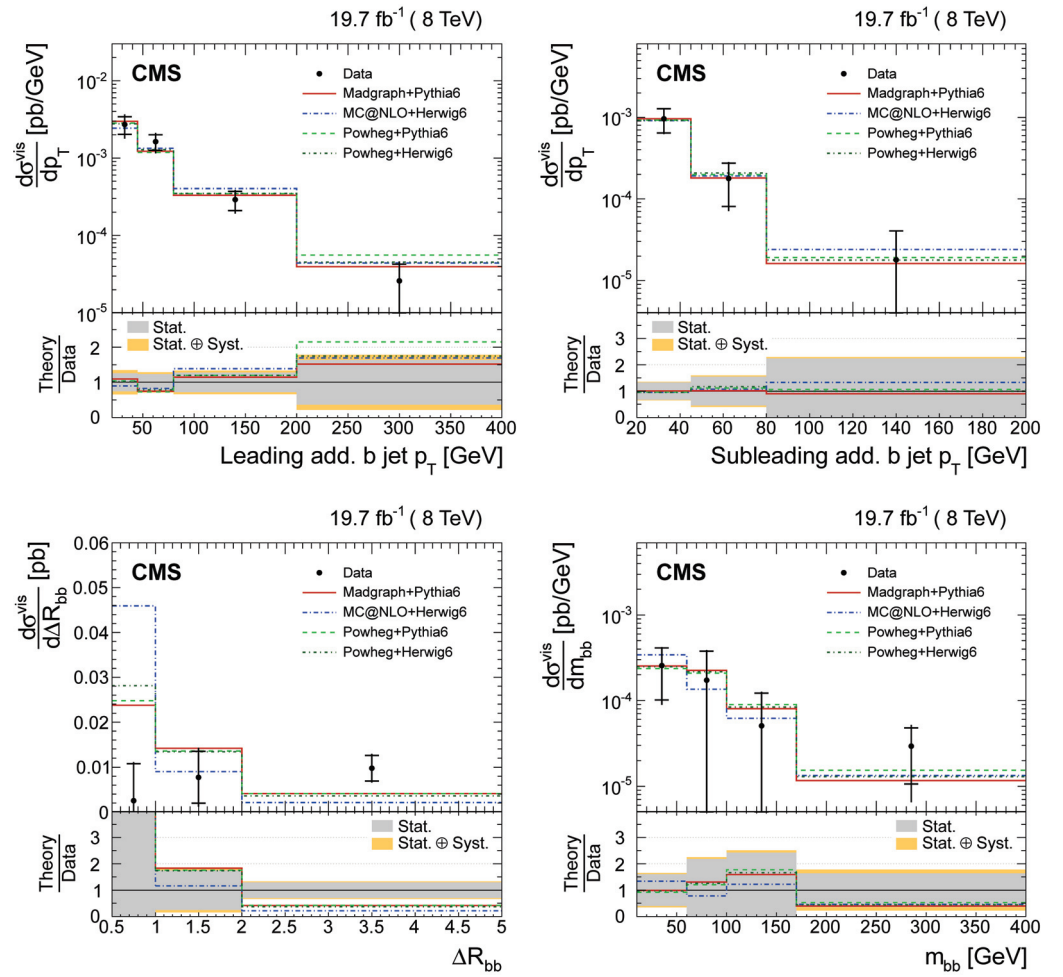 19.7 fb⁻¹ ( 8 TeV)
CMS
Data
Madgraph+Pythia6
MC@NLO+Herwig6
Powheg+Pythia6
Powheg+Herwig6
dσ^vis/dp_T [pb/GeV]
10⁻²
10⁻³
10⁻⁴
10⁻⁵
Stat.
Stat. ⊕ Syst.
Theory/Data
2
1
0
50 100 150 200 250 300 350 400
Leading add. b jet p_T [GeV]
19.7 fb⁻¹ ( 8 TeV)
CMS
Data
Madgraph+Pythia6
MC@NLO+Herwig6
Powheg+Pythia6
Powheg+Herwig6
dσ^vis/dp_T [pb/GeV]
10⁻³
10⁻⁴
10⁻⁵
Stat.
Stat. ⊕ Syst.
Theory/Data
3
2
1
0
20 40 60 80 100 120 140 160 180 200
Subleading add. b jet p_T [GeV]
19.7 fb⁻¹ ( 8 TeV)
CMS
Data
Madgraph+Pythia6
MC@NLO+Herwig6
Powheg+Pythia6
Powheg+Herwig6
dσ^vis/dΔR_bb [pb]
0.06
0.05
0.04
0.03
0.02
0.01
0
Stat.
Stat. ⊕ Syst.
Theory/Data
3
2
1
0
0.5 1 1.5 2 2.5 3 3.5 4 4.5 5
ΔR_bb
19.7 fb⁻¹ ( 8 TeV)
CMS
Data
Madgraph+Pythia6
MC@NLO+Herwig6
Powheg+Pythia6
Powheg+Herwig6
dσ^vis/dm_bb [pb/GeV]
10⁻³
10⁻⁴
10⁻⁵
Stat.
Stat. ⊕ Syst.
Theory/Data
3
2
1
0
50 100 150 200 250 300 350 400
m_bb [GeV]